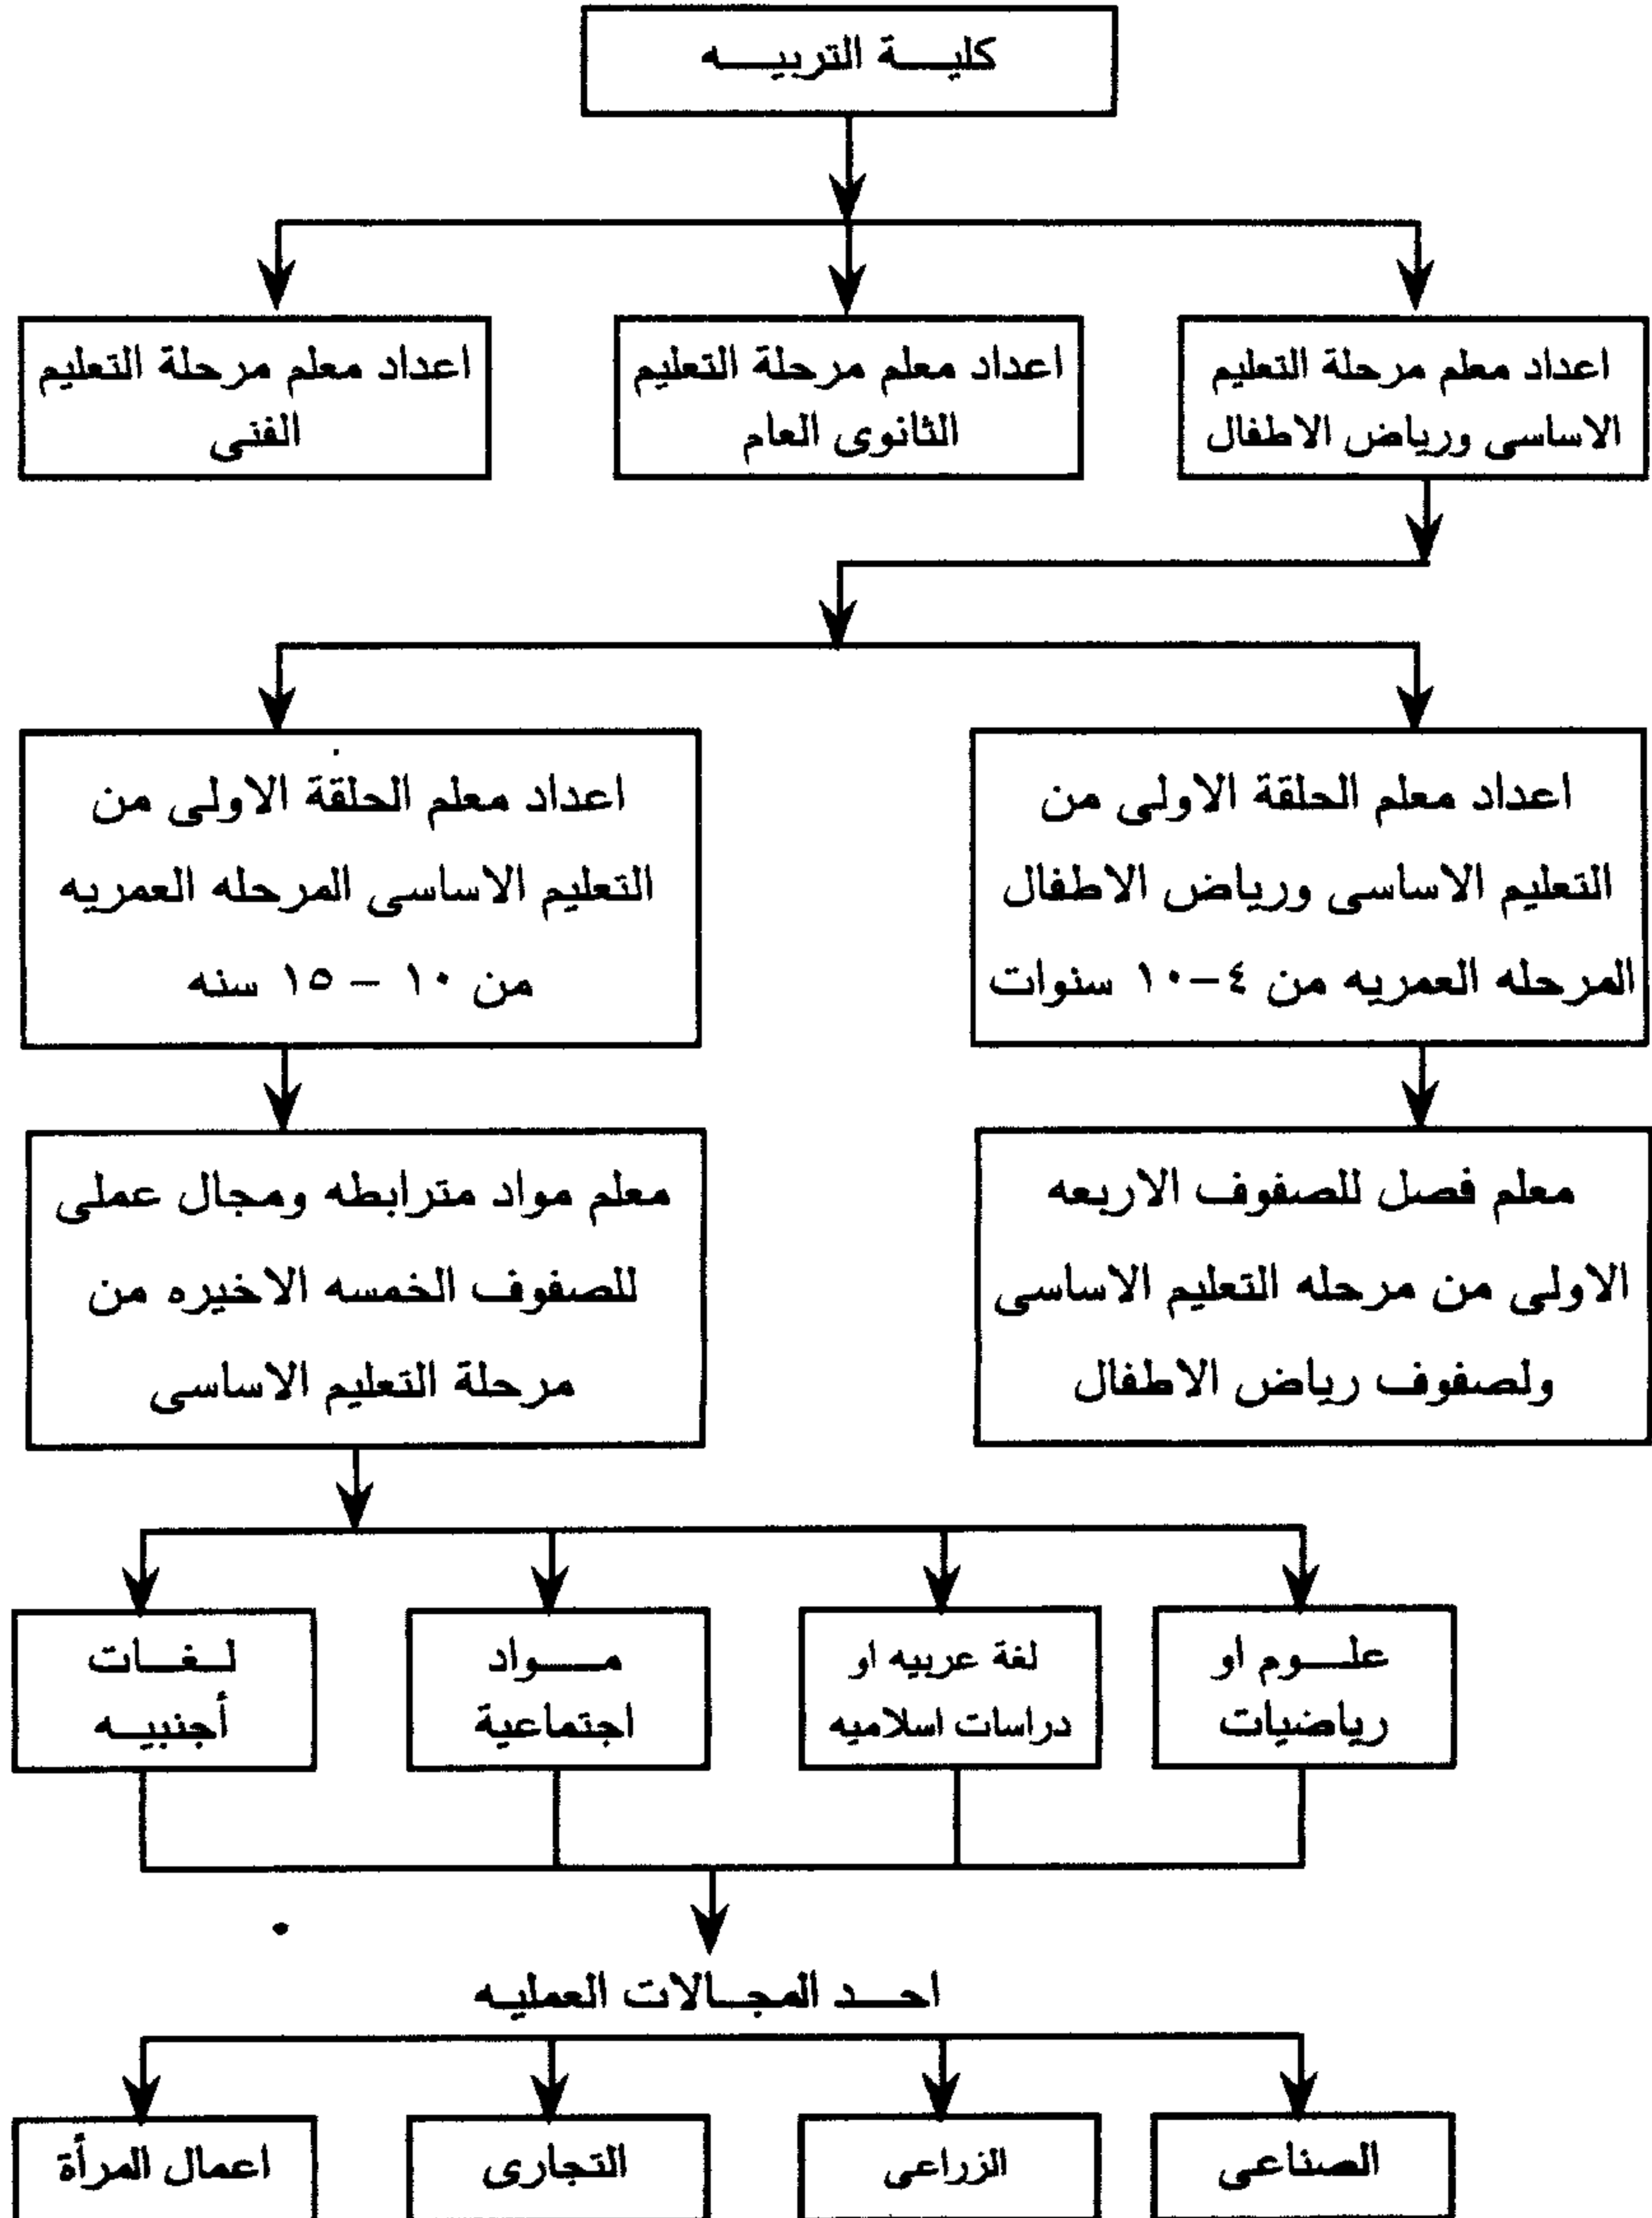 كليـــة التربيـــه
اعداد معلم مرحلة التعليم
الاساسى ورياض الاطفال
اعداد معلم مرحلة التعليم
الثانوى العام
اعداد معلم مرحلة التعليم
الفنى
اعداد معلم الحلقة الاولى من
التعليم الاساسى ورياض الاطفال
المرحله العمريه من ٤-١٠ سنوات
اعداد معلم الحلقة الاولى من
التعليم الاساسى المرحله العمريه
من ١٠ – ١٥ سنه
معلم فصل للصفوف الاربعه
الاولى من مرحله التعليم الاساسى
ولصفوف رياض الاطفال
معلم مواد مترابطه ومجال عملى
للصفوف الخمسه الاخيره من
مرحلة التعليم الاساسى
علـــوم او
رياضيات
لغة عربيه او
دراسات اسلاميه
مـــواد
اجتماعية
لـغـــات
أجنبيـــه
احـــد المجـــالات العمليـه
الصناعى
الزراعى
التجارى
اعمال المرأة